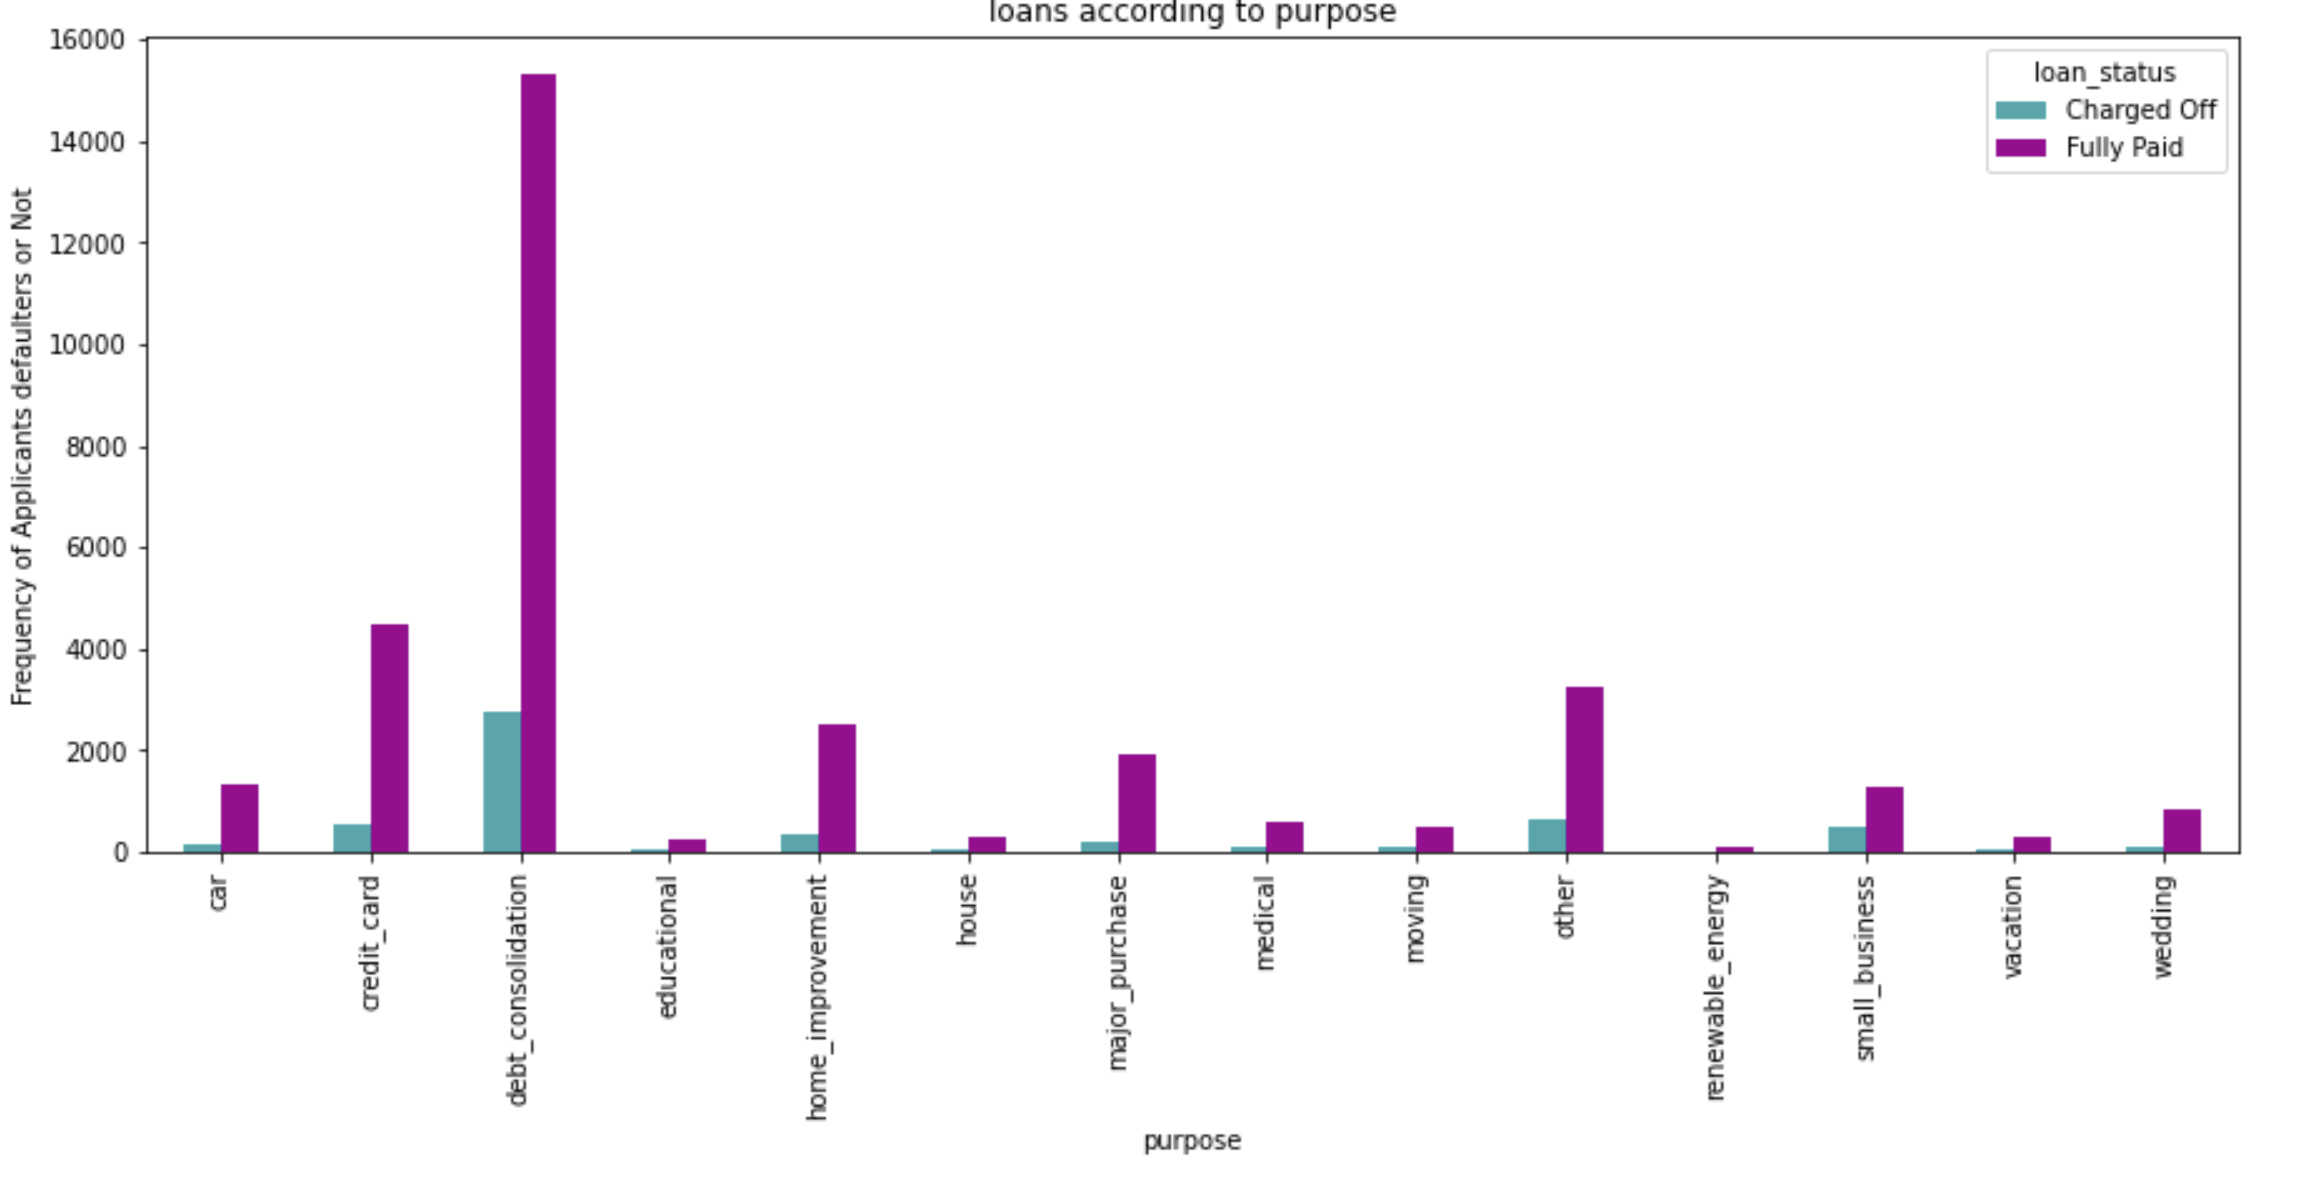 loans according to purpose
16000
14000
12000
10000
8000
6000
4000
2000
0
Frequency of Applicants defaulters or Not
loan_status
Charged Off
Fully Paid
car
credit_card
debt_consolidation
educational
home_improvement
house
major_purchase
medical
moving
other
renewable_energy
small_business
vacation
wedding
purpose